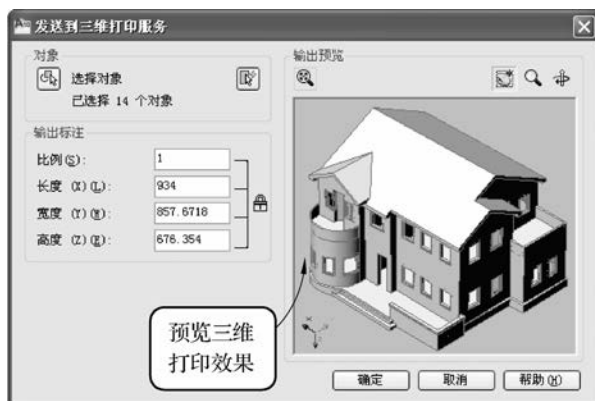 发送到三维打印服务
对象
选择对象
已选择 14 个对象
输出标注
比例(S):
1
长度 (X)(L):
934
宽度 (Y)(W):
857.6718
高度 (Z)(E):
676.354
输出预览
预览三维
打印效果
确定
取消
帮助(H)